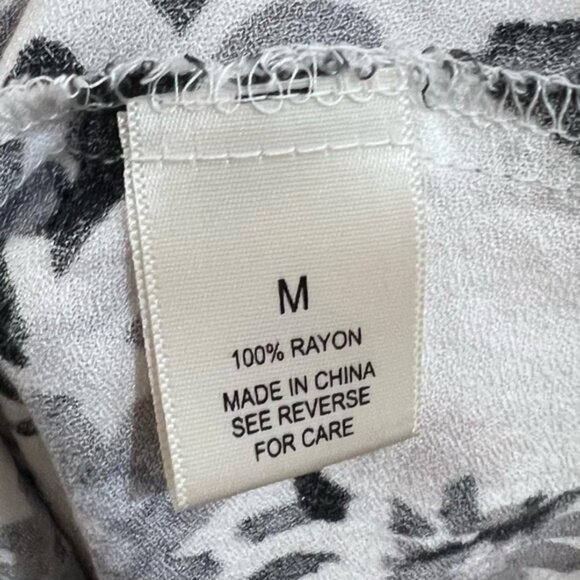 M
100% RAYON
MADE IN CHINA
SEE REVERSE
FOR CARE